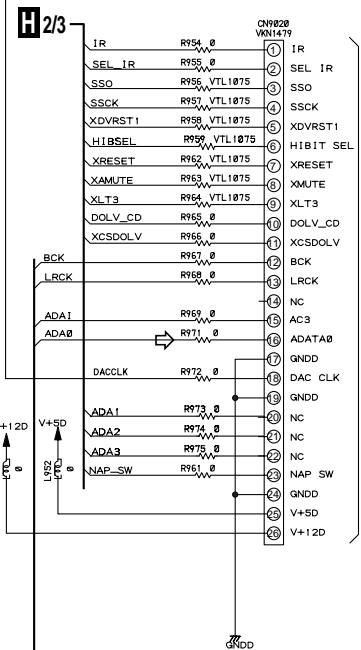 H 2/3
CN9020
VKN1479
IR R954 0 1 IR
SEL_IR R955 0 2 SEL IR
SSO R956 VTL1075 3 SSO
SSCK R957 VTL1075 4 SSCK
XDVRST1 R958 VTL1075 5 XDVRST1
HIBSEL R959 VTL1075 6 HIBIT SEL
XRESET R962 VTL1075 7 XRESET
XAMUTE R963 VTL1075 8 XMUTE
XLT3 R964 VTL1075 9 XLT3
DOLV_CD R965 0 10 DOLV_CD
XCSDOLV R966 0 11 XCSDOLV
BCK R967 0 12 BCK
LRCK R968 0 13 LRCK
14 NC
ADAI R969 0 15 AC3
ADA0 R971 0 16 ADATA0
17 GNDD
DACCLK R972 0 18 DAC CLK
19 GNDD
ADA1 R973 0 20 NC
ADA2 R974 0 21 NC
ADA3 R975 0 22 NC
NAP_SW R961 0 23 NAP SW
24 GNDD
25 V+5D
26 V+12D
+12D
V+5D
0
L952 0
GNDD